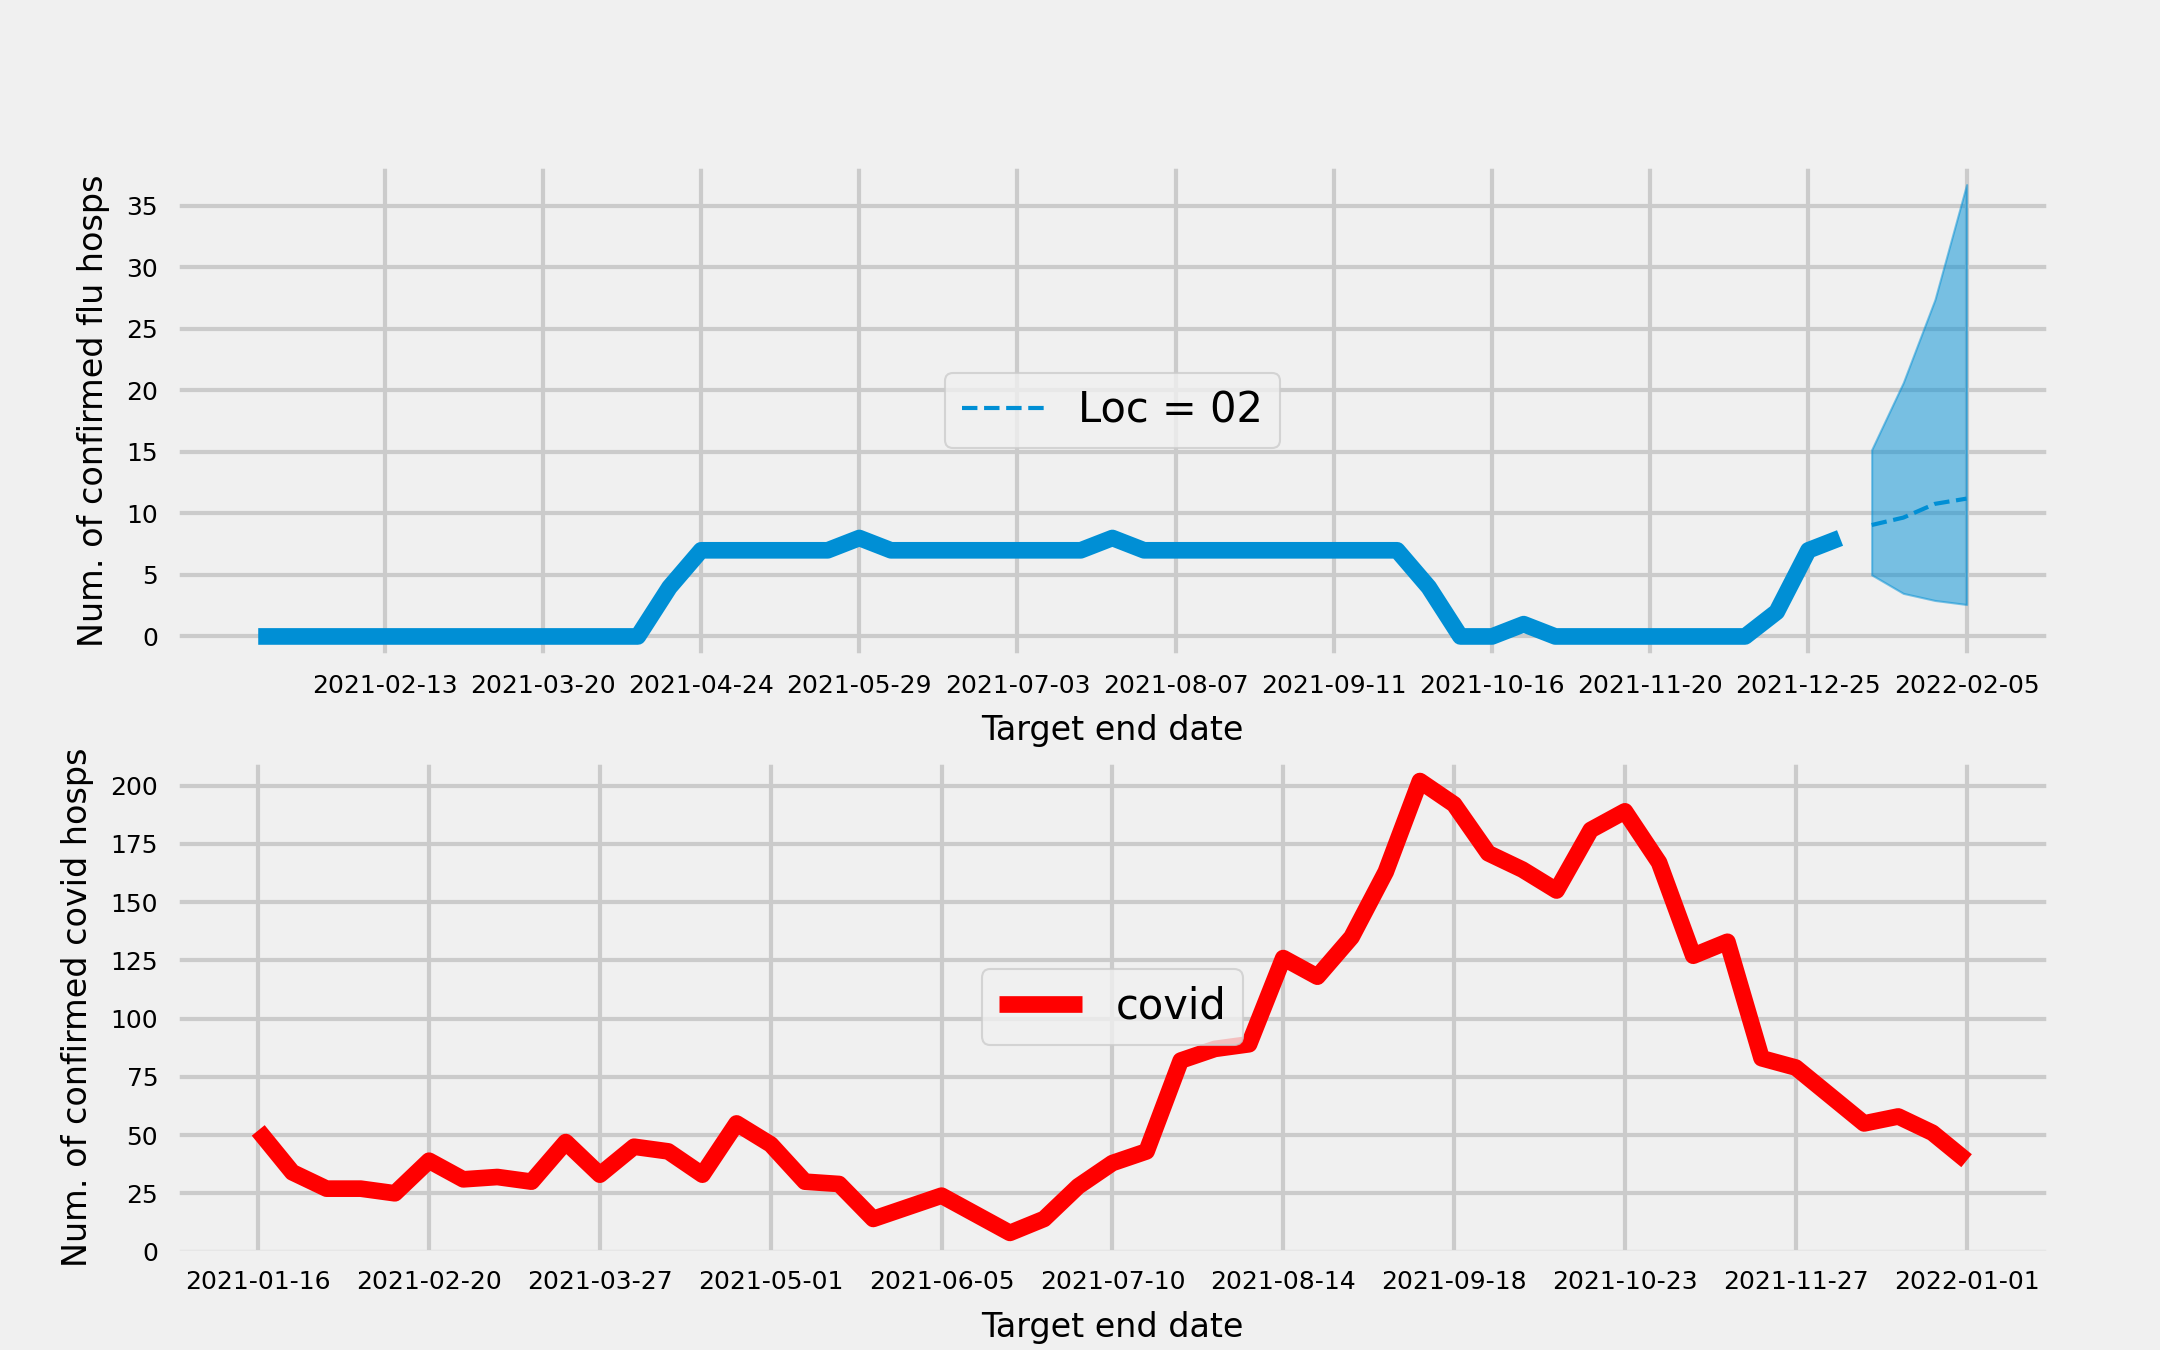 Num. of confirmed flu hosps
35
30
25
20
15
10
5
0
Loc = 02
2021-02-13 2021-03-20 2021-04-24 2021-05-29 2021-07-03 2021-08-07 2021-09-11 2021-10-16 2021-11-20 2021-12-25 2022-02-05
Target end date
Num. of confirmed covid hosps
200
175
150
125
100
75
50
25
0
covid
2021-01-16 2021-02-20 2021-03-27 2021-05-01 2021-06-05 2021-07-10 2021-08-14 2021-09-18 2021-10-23 2021-11-27 2022-01-01
Target end date